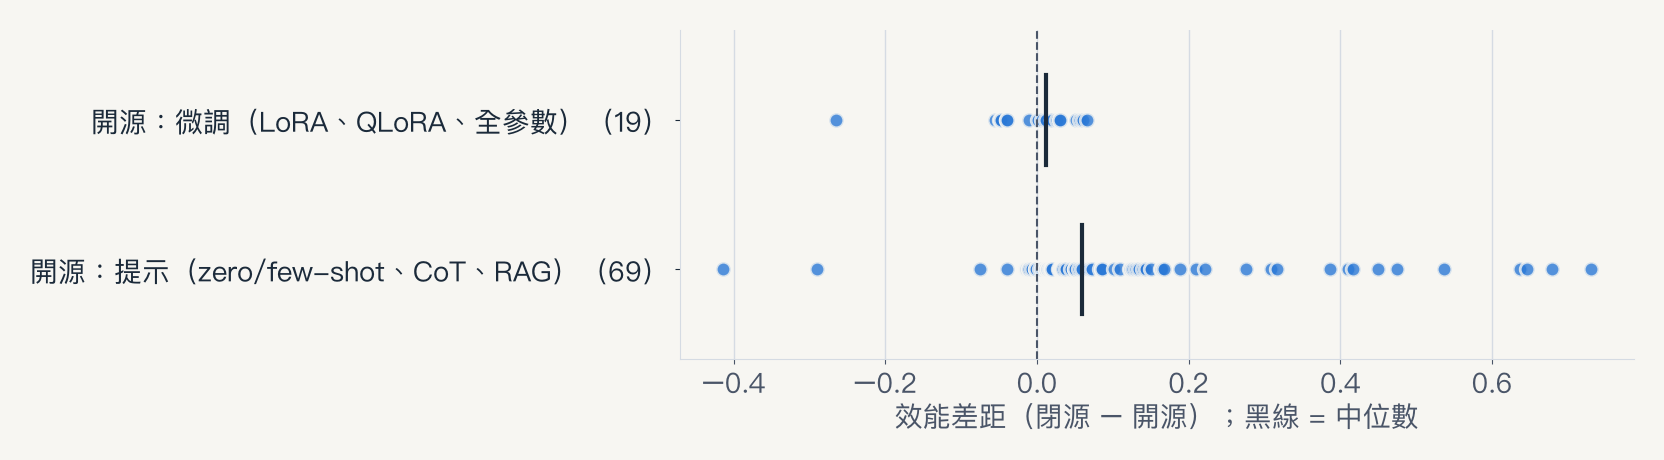 開源：微調（LoRA、QLoRA、全參數）（19）
開源：提示（zero/few–shot、CoT、RAG）（69）
−0.4 −0.2 0.0 0.2 0.4 0.6
效能差距（閉源 − 開源）；黑線 = 中位數